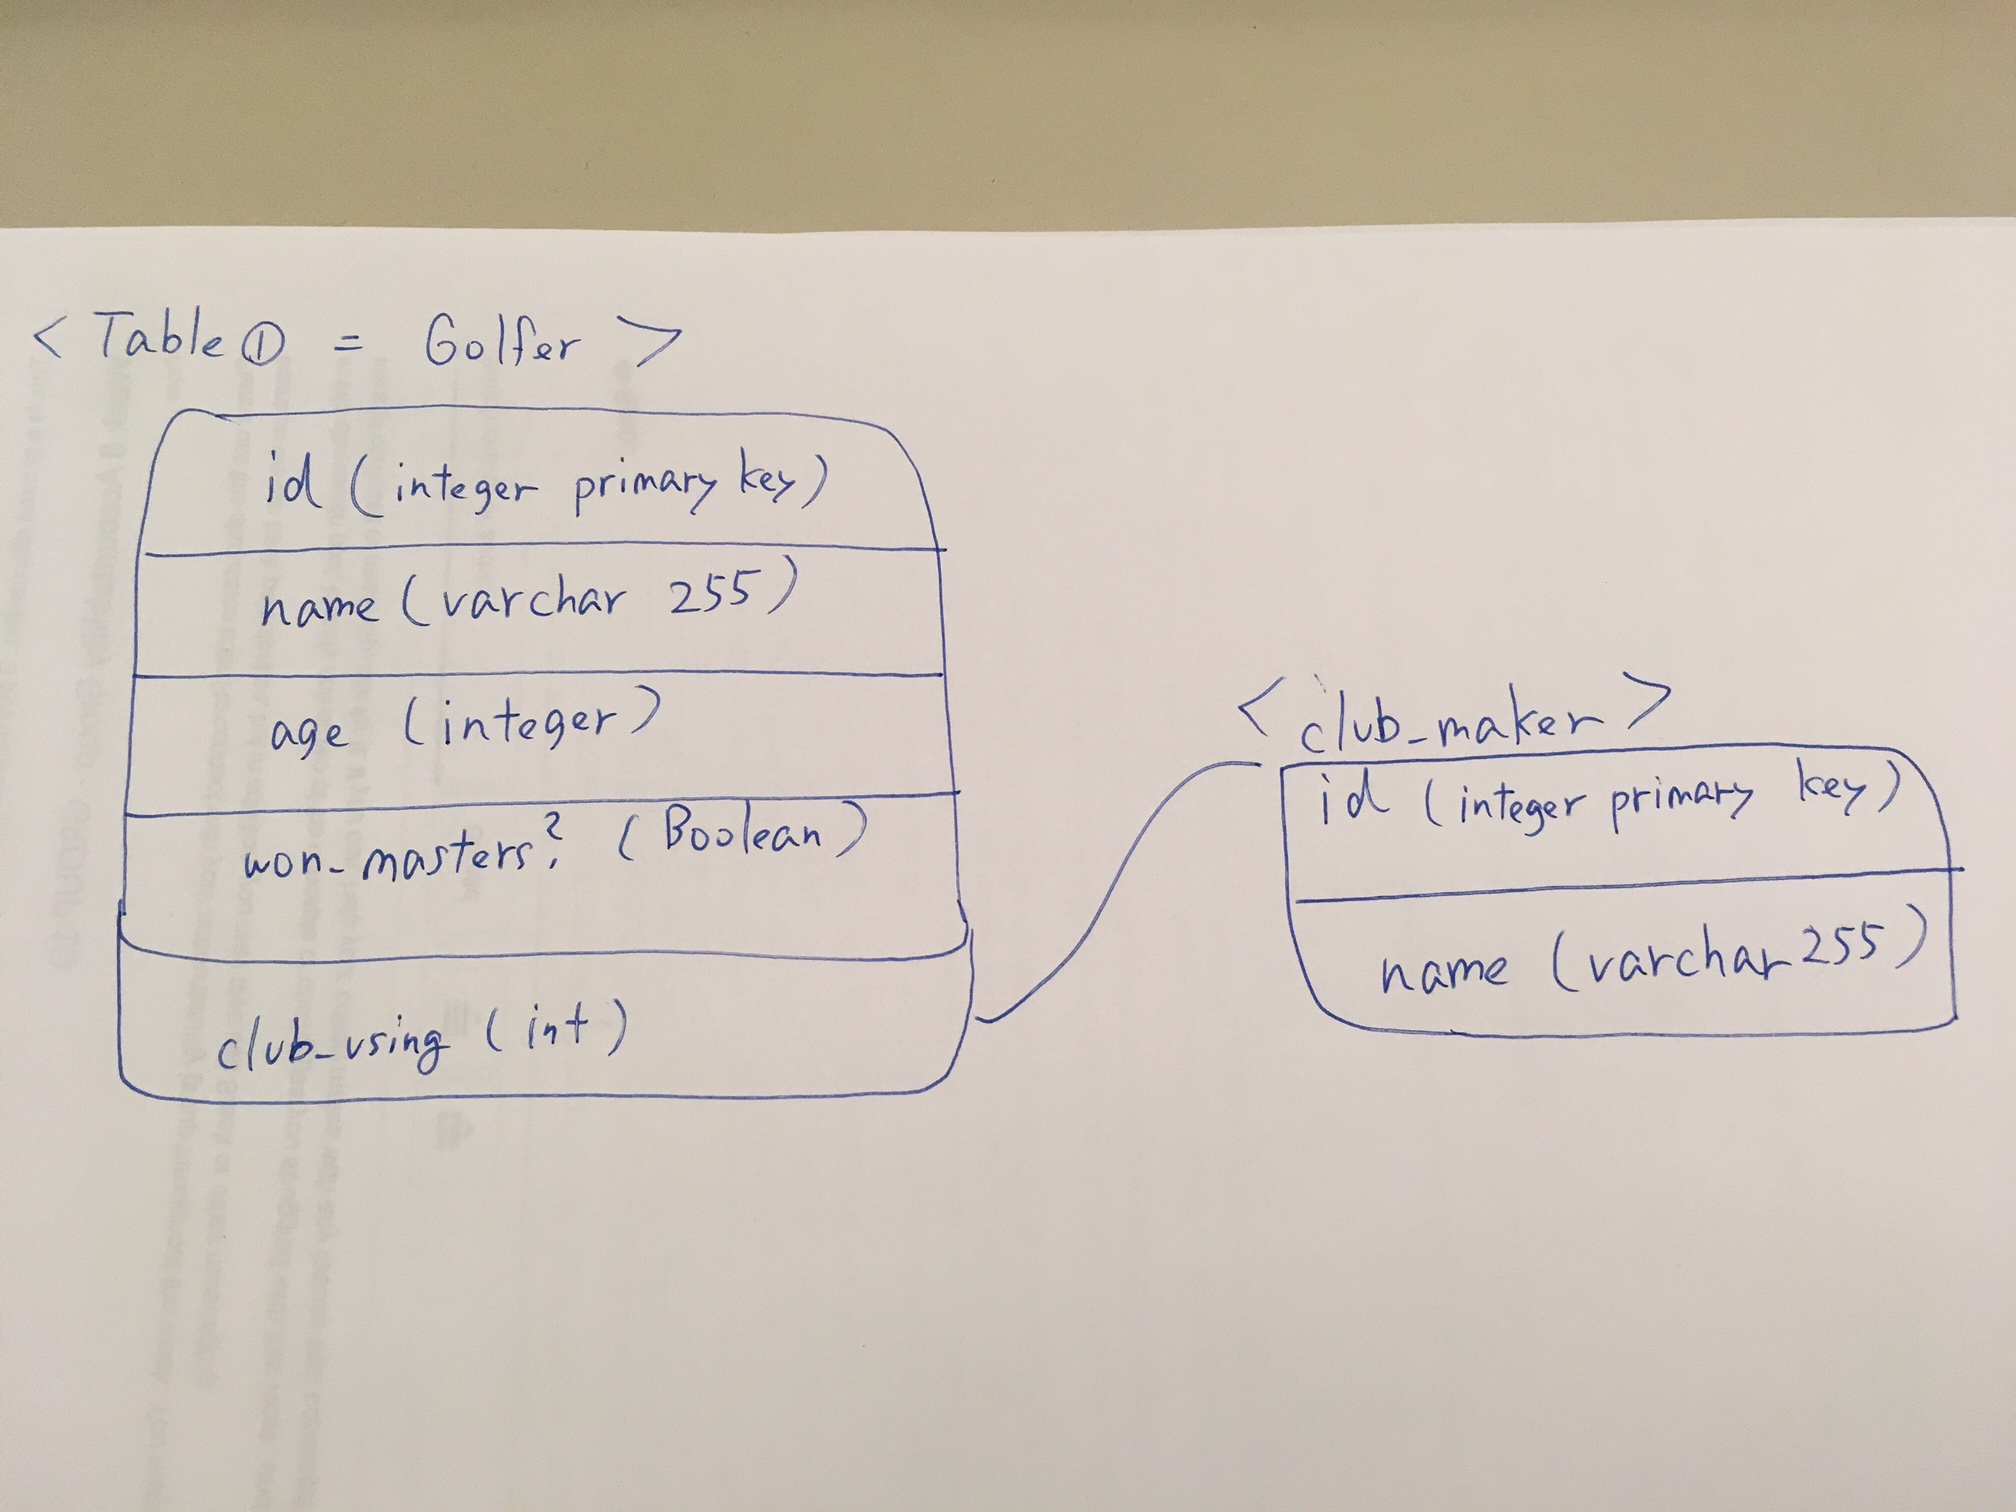 < Table ① = Golfer >
id (integer primary key)
name (varchar 255)
age (integer)
won_masters? (Boolean)
club_using (int)
< club_maker >
id (integer primary key)
name (varchar 255)